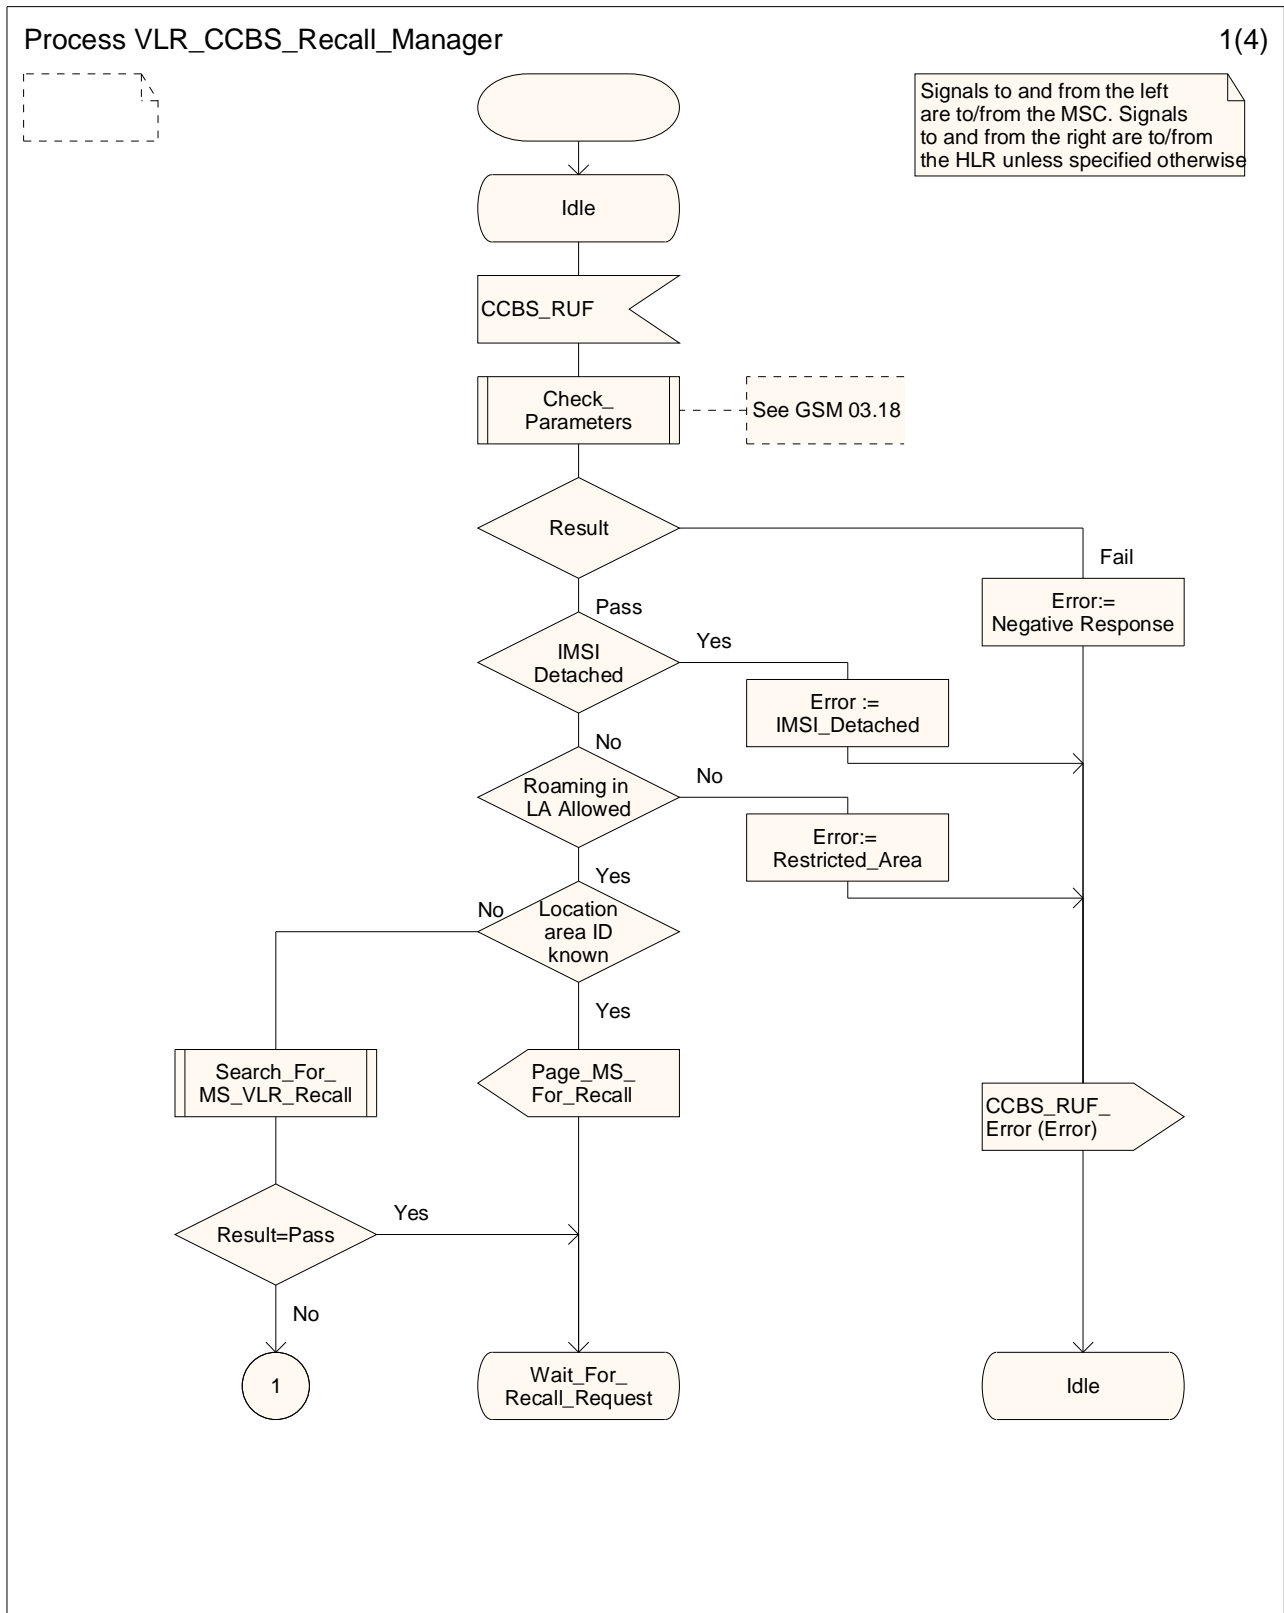 Process VLR_CCBS_Recall_Manager
1(4)
Signals to and from the left
are to/from the MSC. Signals
to and from the right are to/from
the HLR unless specified otherwise
Idle
CCBS_RUF
Check_
Parameters
See GSM 03.18
Result
Fail
Pass
Error:=
Negative Response
IMSI
Detached
Yes
Error :=
IMSI_Detached
No
Roaming in
LA Allowed
No
Error:=
Restricted_Area
Yes
No
Location
area ID
known
Yes
Search_For_
MS_VLR_Recall
Page_MS_
For_Recall
CCBS_RUF_
Error (Error)
Result=Pass
Yes
No
1
Wait_For_
Recall_Request
Idle